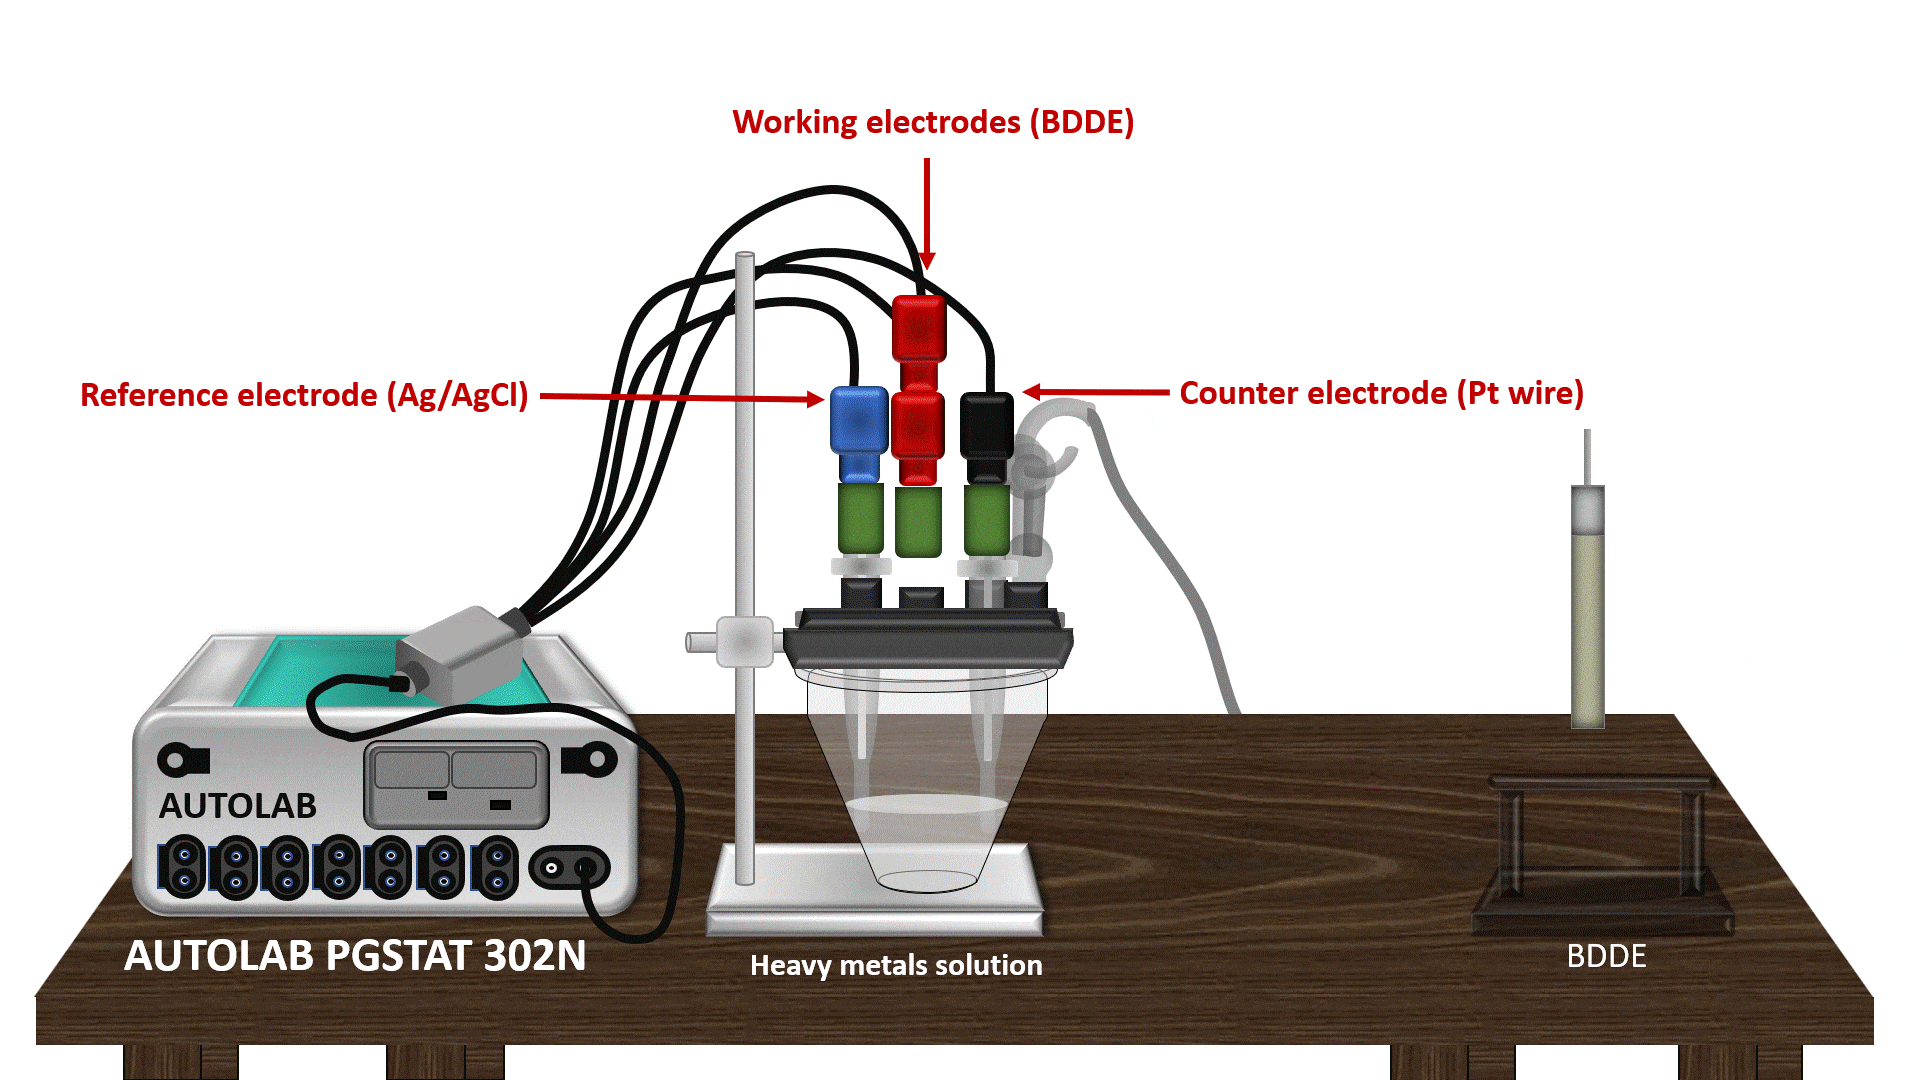 Working electrodes (BDDE)
Reference electrode (Ag/AgCl)
Counter electrode (Pt wire)
AUTOLAB
AUTOLAB PGSTAT 302N
Heavy metals solution
BDDE